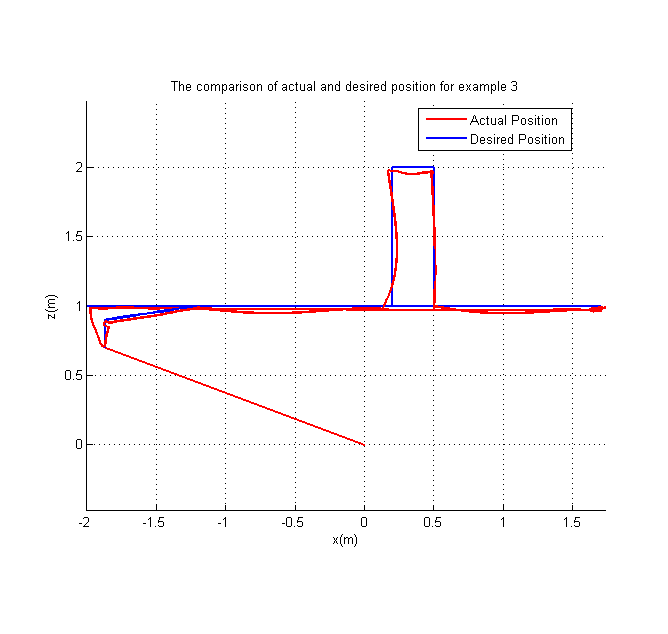 The comparison of actual and desired position for example 3
Actual Position
Desired Position
2
1.5
1
0.5
0
z(m)
-2 -1.5 -1 -0.5 0 0.5 1 1.5
x(m)